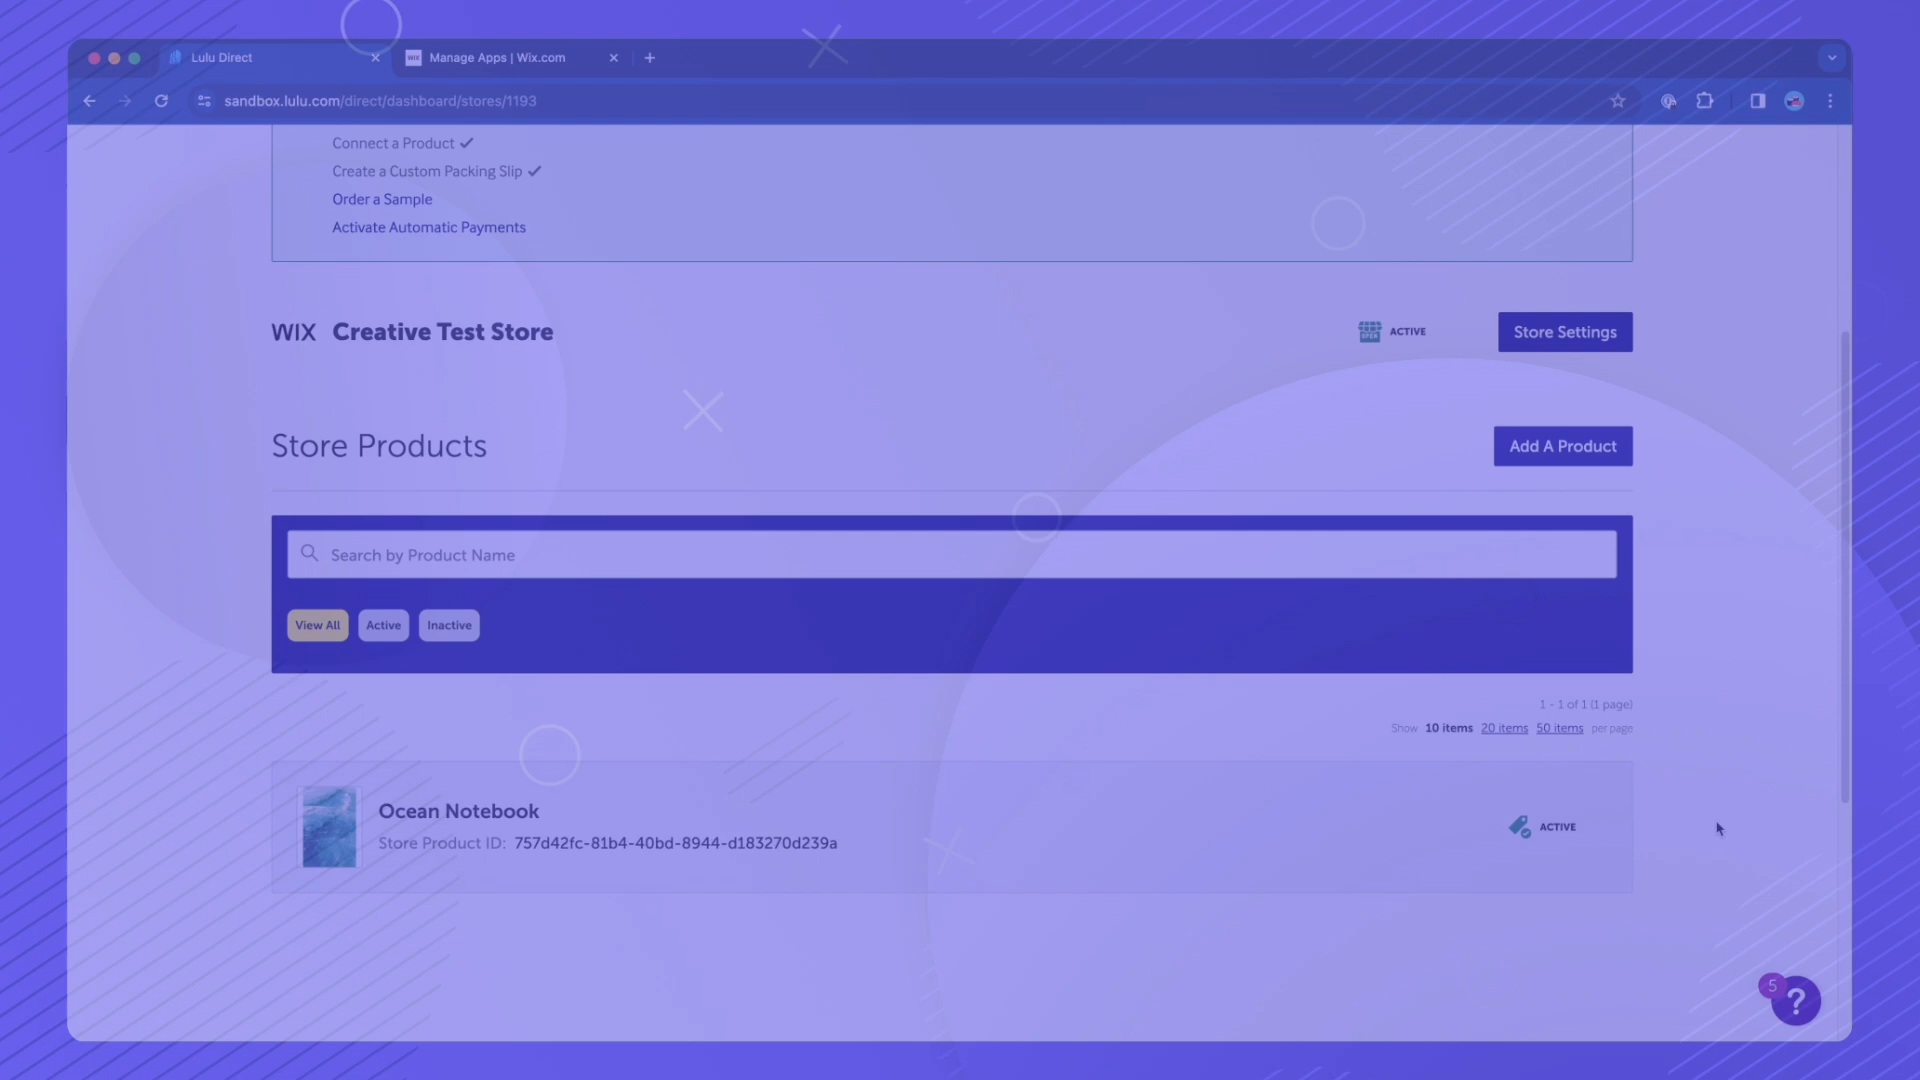 Lulu Direct
WIX Manage Apps | Wix.com
sandbox.lulu.com/direct/dashboard/stores/1193
Connect a Product
Create a Custom Packing Slip
Order a Sample
Activate Automatic Payments
WIX Creative Test Store
OPEN ACTIVE
Store Settings
Store Products
Add A Product
Search by Product Name
View All Active Inactive
1 - 1 of 1 (1 page)
Show 10 items 20 items 50 items per page
Ocean Notebook
Store Product ID: 757d42fc-81b4-40bd-8944-d183270d239a
ACTIVE
5
?